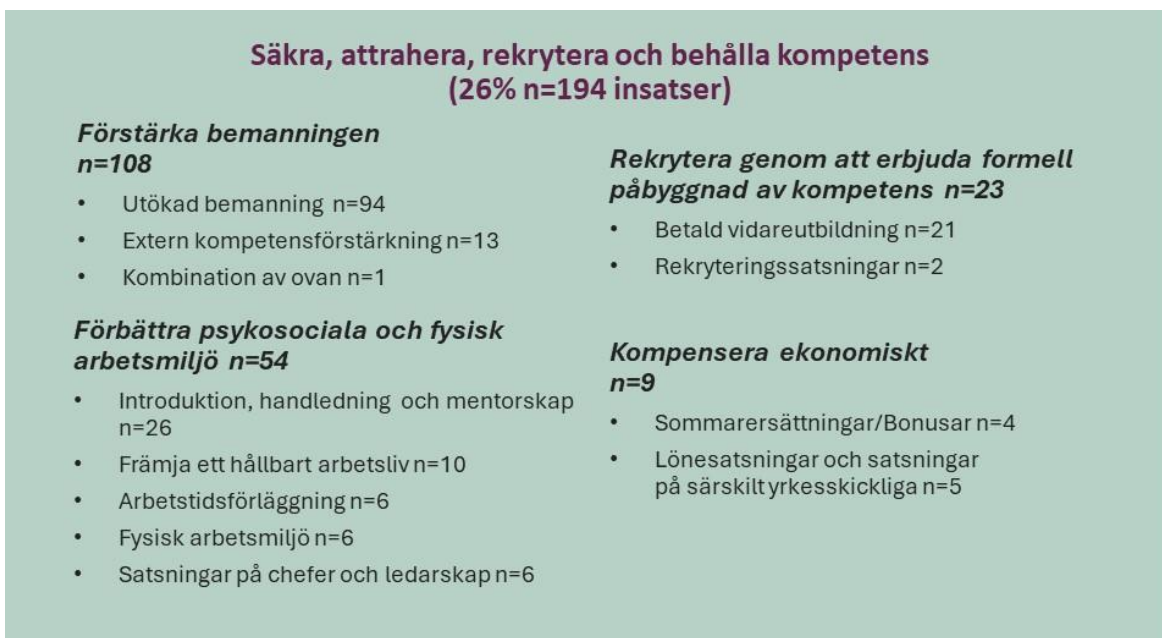 Säkra, attrahera, rekrytera och behålla kompetens
(26% n=194 insatser)
Förstärka bemanningen
n=108
• Utökad bemanning n=94
• Extern kompetensförstärkning n=13
• Kombination av ovan n=1
Förbättra psykosociala och fysisk
arbetsmiljö n=54
• Introduktion, handledning och mentorskap
n=26
• Främja ett hållbart arbetsliv n=10
• Arbetstidsförläggning n=6
• Fysisk arbetsmiljö n=6
• Satsningar på chefer och ledarskap n=6
Rekrytera genom att erbjuda formell
påbyggnad av kompetens n=23
• Betald vidareutbildning n=21
• Rekryteringssatsningar n=2
Kompensera ekonomiskt
n=9
• Sommarersättningar/Bonusar n=4
• Lönesatsningar och satsningar
på särskilt yrkesskickliga n=5